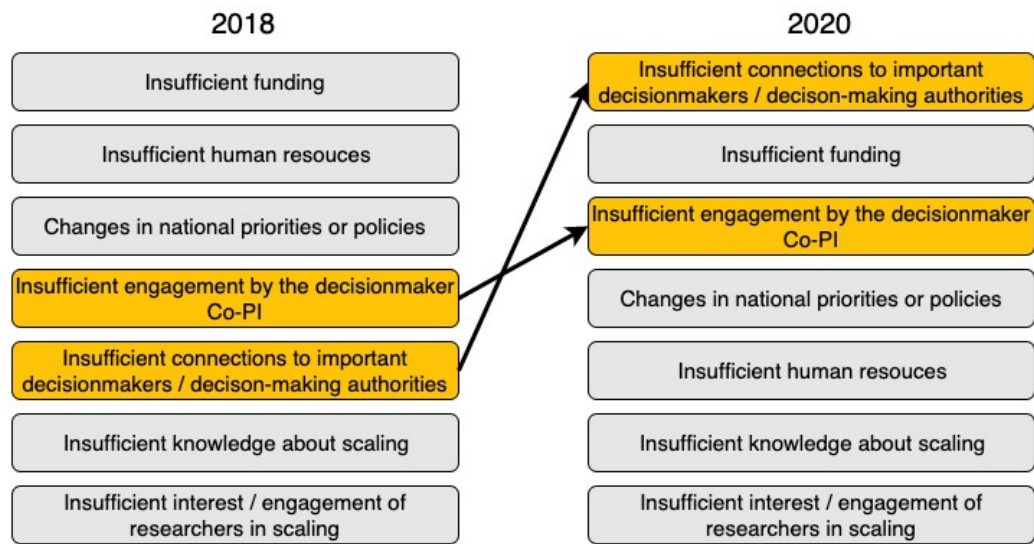 2018
Insufficient funding
Insufficient human resouces
Changes in national priorities or policies
Insufficient engagement by the decisionmaker
Co-PI
Insufficient connections to important
decisionmakers / decison-making authorities
Insufficient knowledge about scaling
Insufficient interest / engagement of
researchers in scaling
2020
Insufficient connections to important
decisionmakers / decison-making authorities
Insufficient funding
Insufficient engagement by the decisionmaker
Co-PI
Changes in national priorities or policies
Insufficient human resouces
Insufficient knowledge about scaling
Insufficient interest / engagement of
researchers in scaling